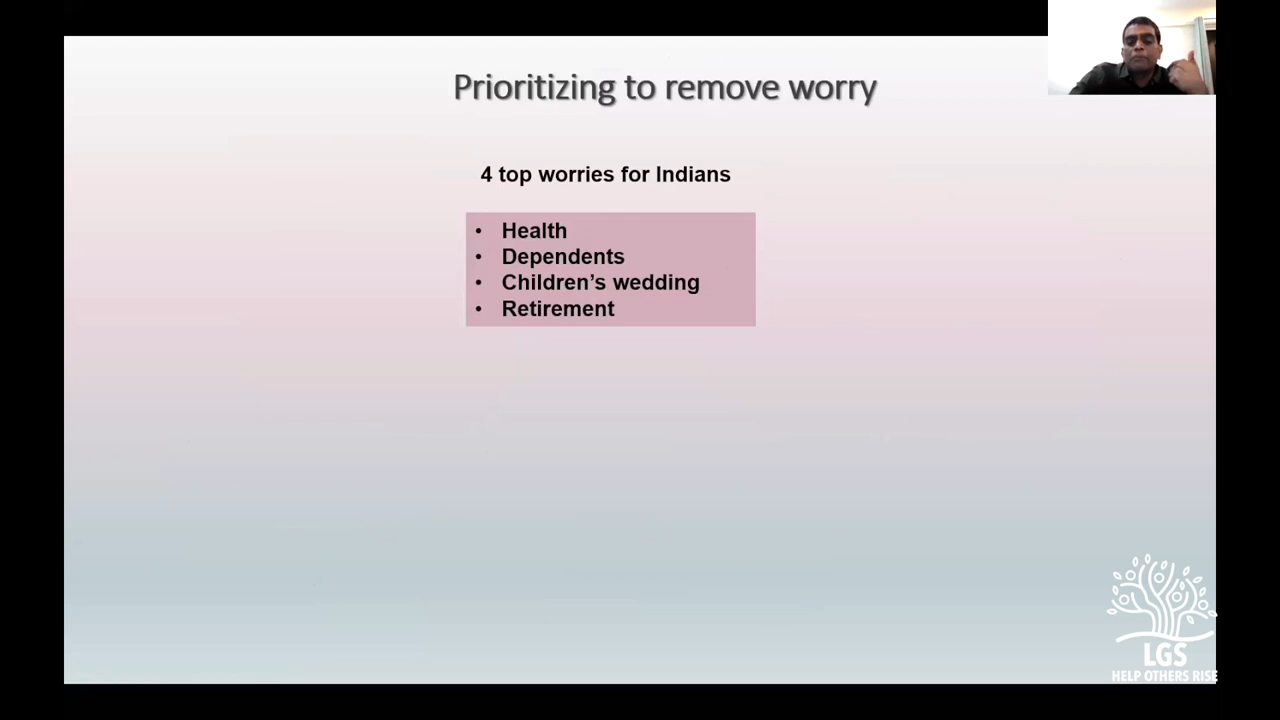 Prioritizing to remove worry
4 top worries for Indians
• Health
• Dependents
• Children’s wedding
• Retirement
LGS
HELP OTHERS RISE